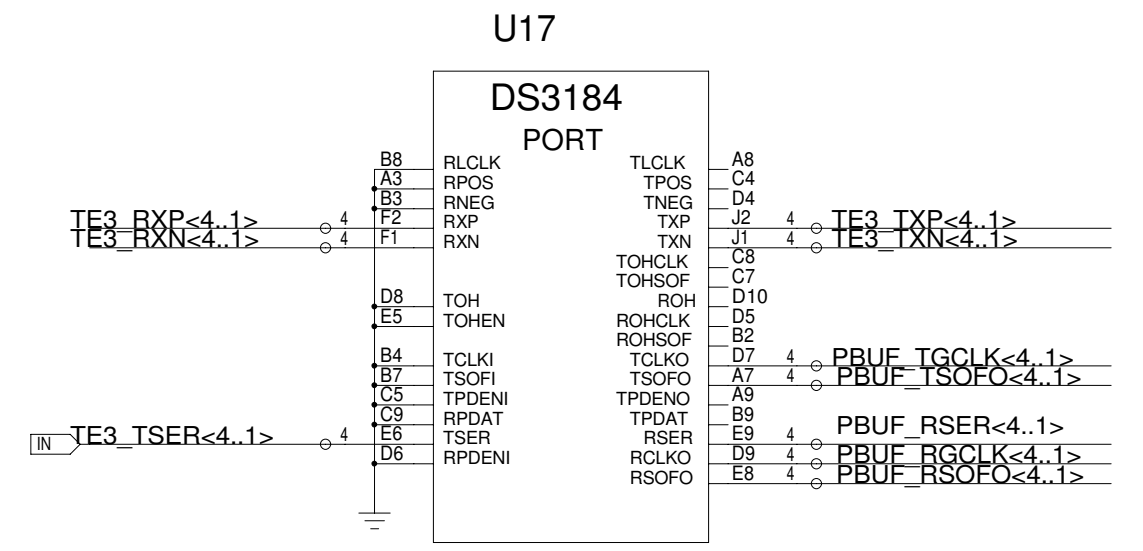 U17
DS3184
PORT
B8 RLCLK TLCLK A8
A3 RPOS TPOS C4
B3 RNEG TNEG D4
TE3_RXP<4..1> 4 F2 RXP TXP J2 4 TE3_TXP<4..1>
TE3_RXN<4..1> 4 F1 RXN TXN J1 4 TE3_TXN<4..1>
TOHCLK C8
TOHSOF C7
D8 TOH ROH D10
E5 TOHEN ROHCLK D5
ROHSOF B2
B4 TCLKI TCLKO D7 4 PBUF_TGCLK<4..1>
B7 TSOFI TSOFO A7 4 PBUF_TSOFO<4..1>
C5 TPDENI TPDENO A9
C9 RPDAT TPDAT B9
IN TE3_TSER<4..1> 4 E6 TSER RSER E9 4 PBUF_RSER<4..1>
D6 RPDENI RCLKO D9 4 PBUF_RGCLK<4..1>
RSOFO E8 4 PBUF_RSOFO<4..1>